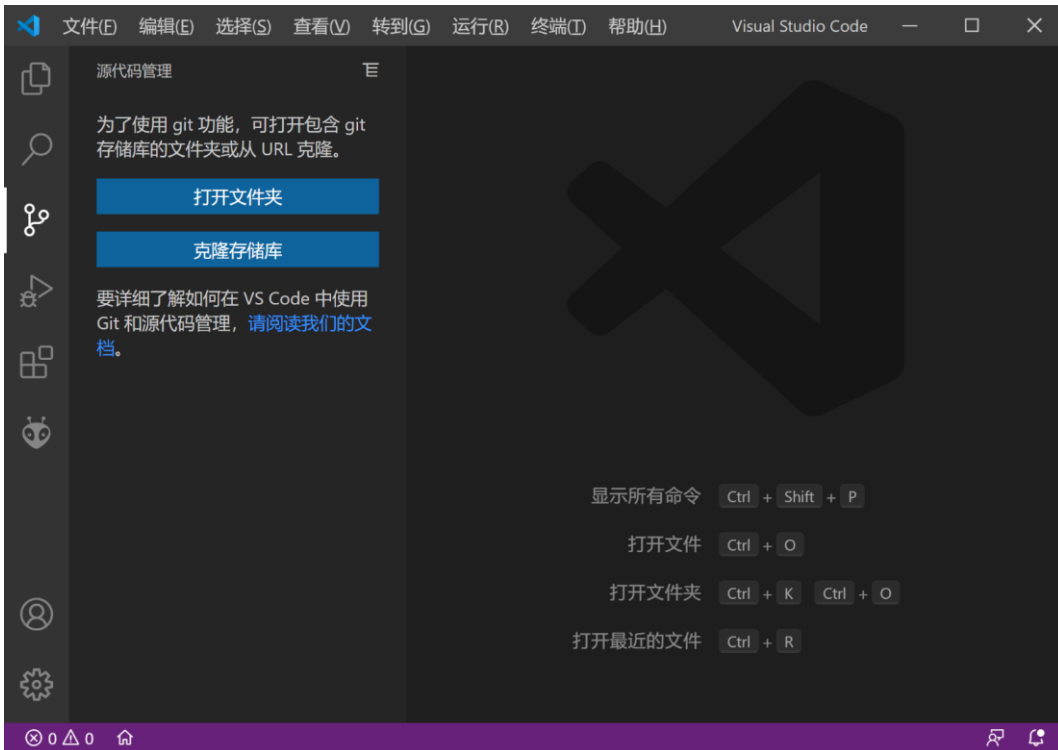 文件(F) 编辑(E) 选择(S) 查看(V) 转到(G) 运行(R) 终端(T) 帮助(H) Visual Studio Code
源代码管理
为了使用 git 功能，可打开包含 git
存储库的文件夹或从 URL 克隆。
打开文件夹
克隆存储库
要详细了解如何在 VS Code 中使用
Git 和源代码管理，请阅读我们的文
档。
显示所有命令 Ctrl + Shift + P
打开文件 Ctrl + O
打开文件夹 Ctrl + K Ctrl + O
打开最近的文件 Ctrl + R
0 0